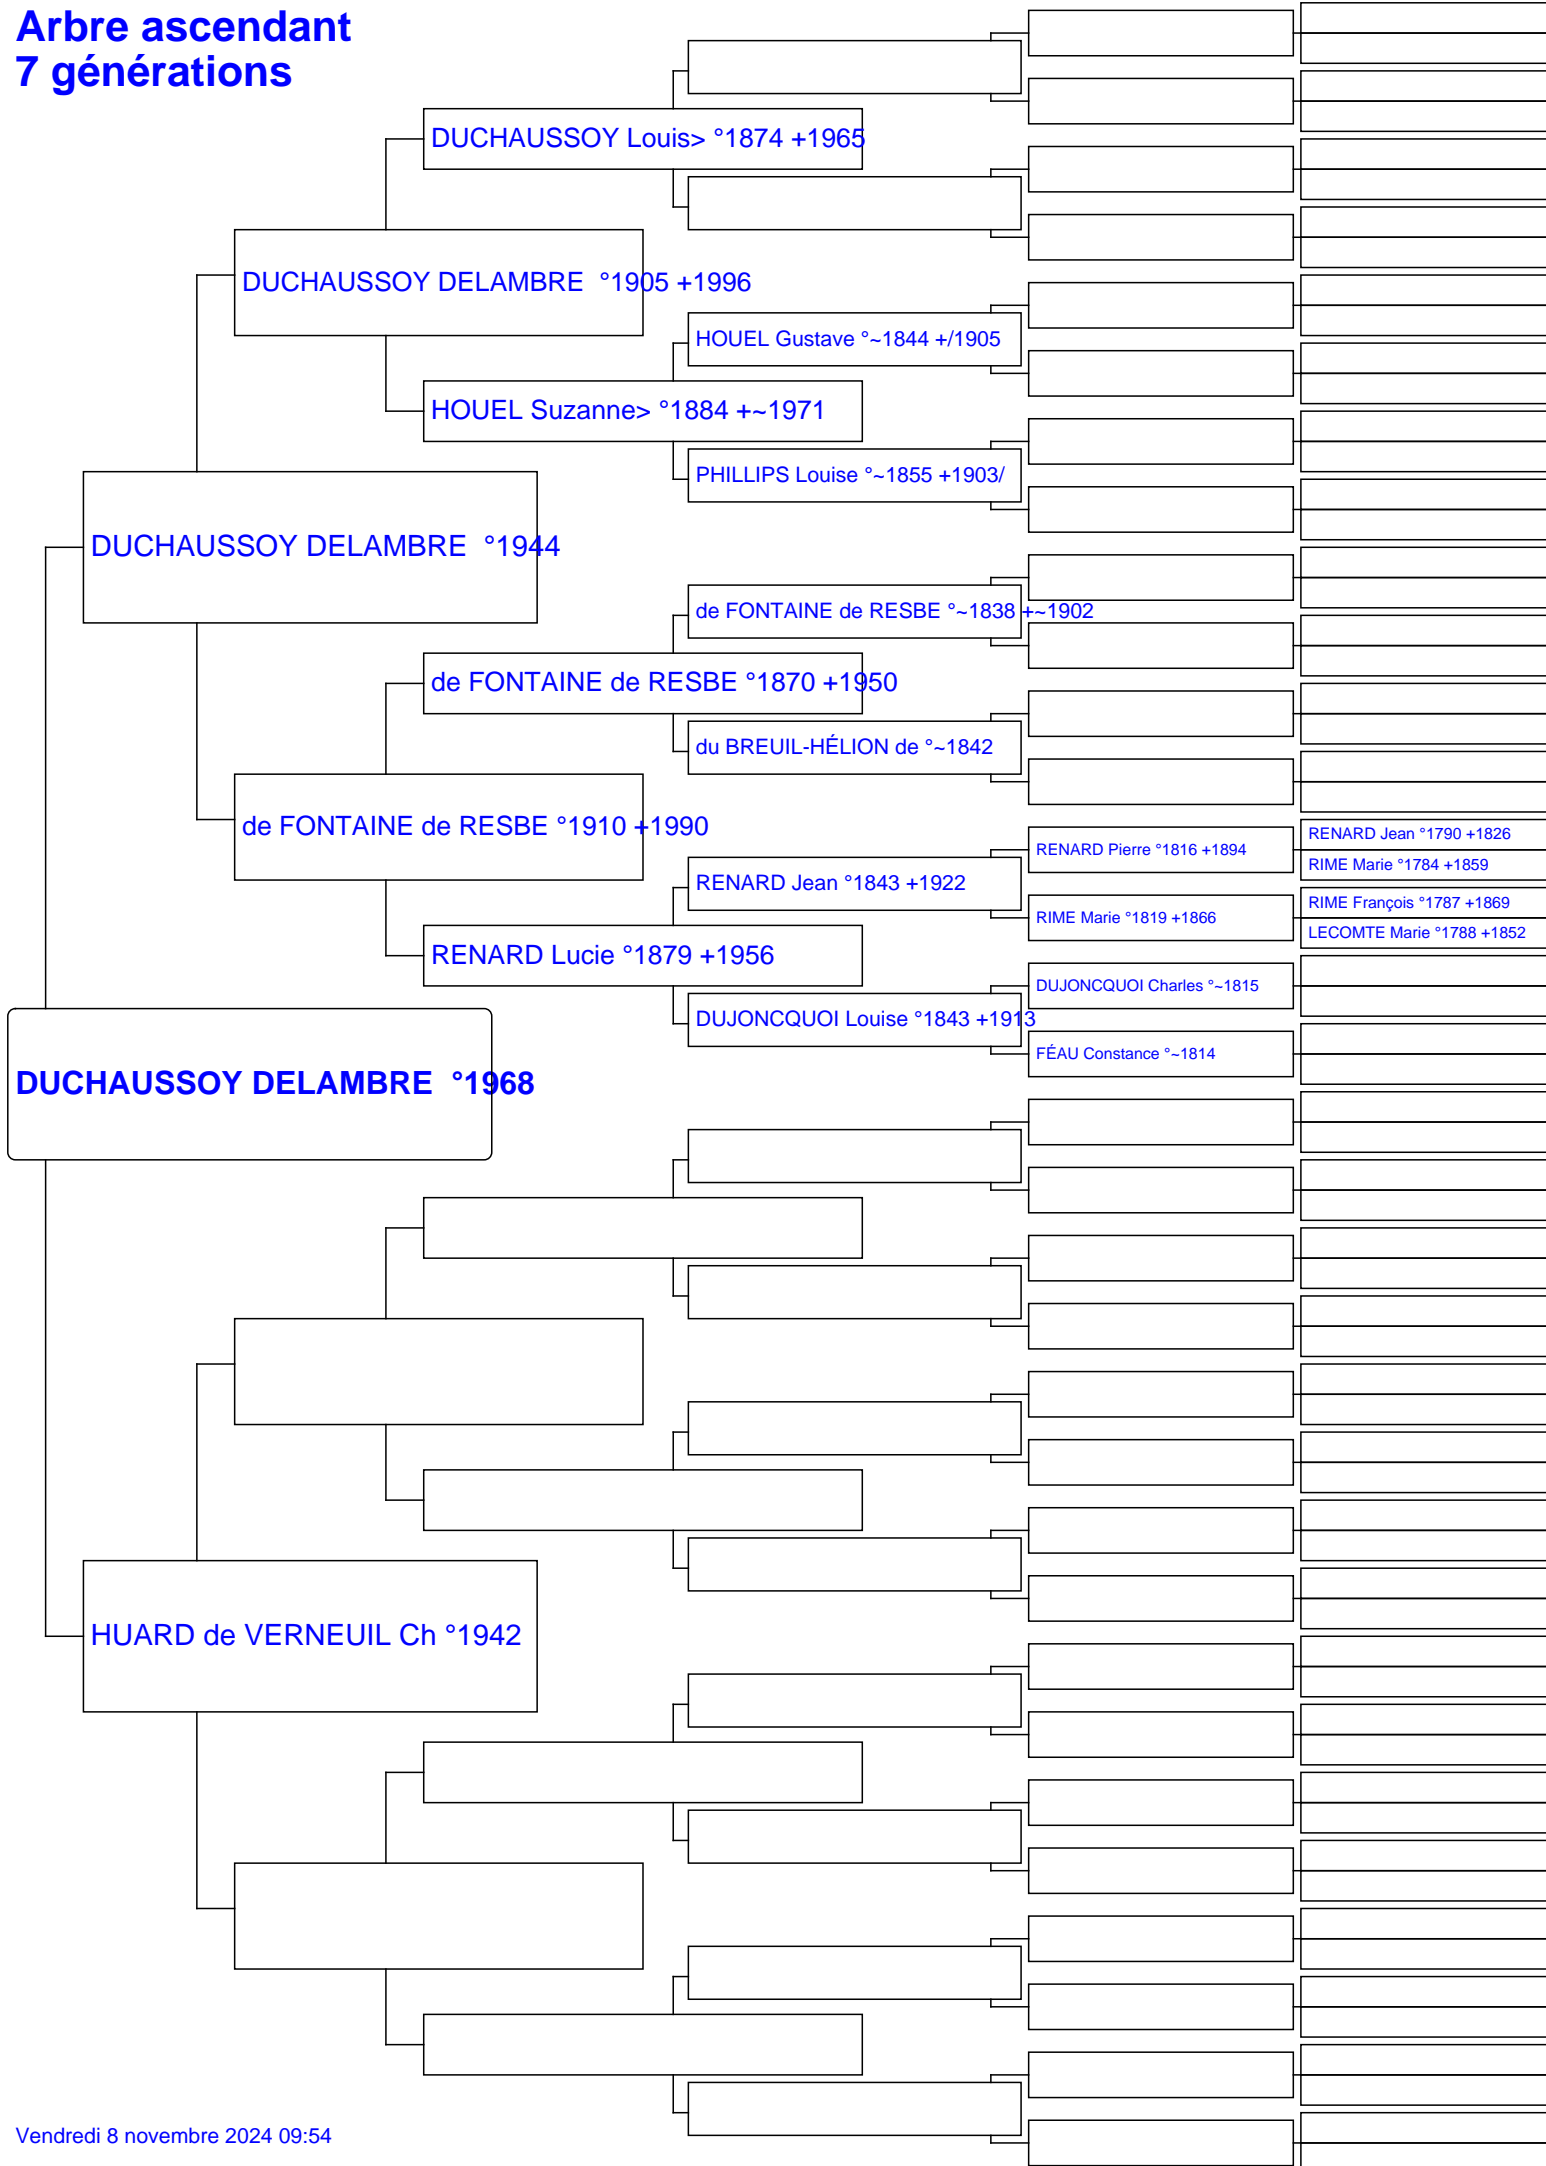 Arbre ascendant
7 générations
DUCHAUSSOY Louis> °1874 +1965
DUCHAUSSOY DELAMBRE °1905 +1996
HOUEL Gustave °~1844 +/1905
HOUEL Suzanne> °1884 +~1971
PHILLIPS Louise °~1855 +1903/
DUCHAUSSOY DELAMBRE °1944
de FONTAINE de RESBE °~1838 +~1902
de FONTAINE de RESBE °1870 +1950
du BREUIL-HÉLION de °~1842
de FONTAINE de RESBE °1910 +1990
RENARD Jean °1790 +1826
RENARD Pierre °1816 +1894
RIME Marie °1784 +1859
RENARD Jean °1843 +1922
RIME François °1787 +1869
RIME Marie °1819 +1866
LECOMTE Marie °1788 +1852
RENARD Lucie °1879 +1956
DUJONCQUOI Charles °~1815
DUJONCQUOI Louise °1843 +1913
FÉAU Constance °~1814
DUCHAUSSOY DELAMBRE °1968
HUARD de VERNEUIL Ch °1942
Vendredi 8 novembre 2024 09:54